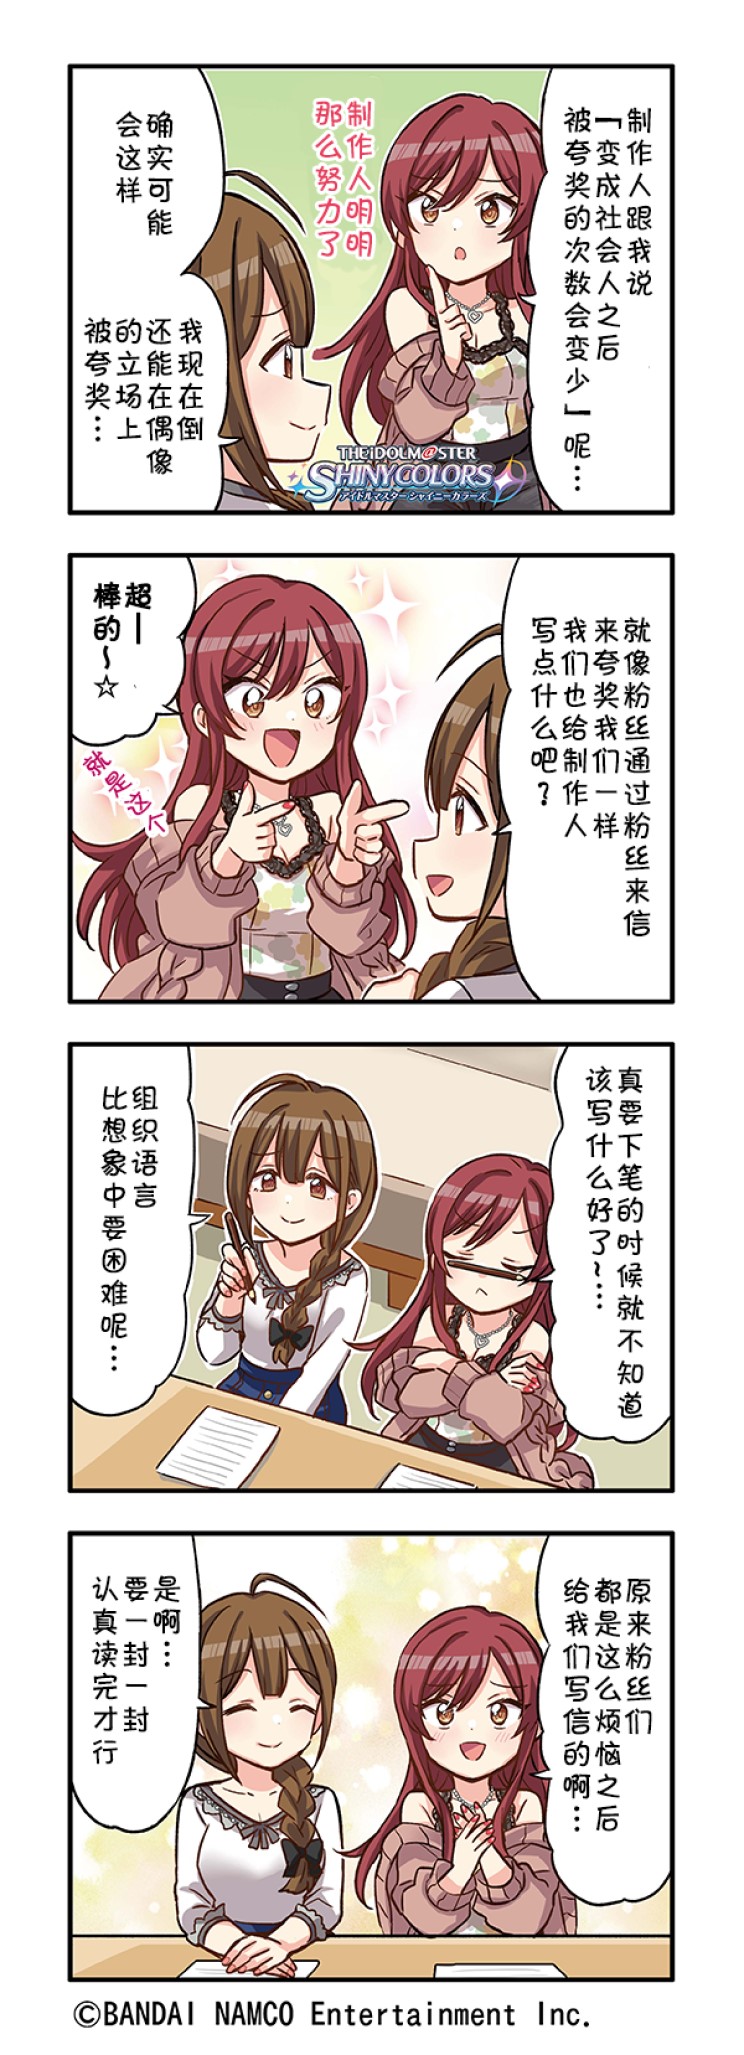 制作人跟我说
『变成社会人之后
被夸奖的次数会变少』呢…
制作人明明
那么努力了
确实可能
会这样
我现在倒
还能在偶像
的立场上
被夸奖…
THE iDOLM@STER
SHINY COLORS
アイドルマスター シャイニーカラーズ
就像粉丝通过粉丝来信
来夸奖我们一样
我们也给制作人
写点什么吧？
超—
棒的～☆
就是这个
真要下笔的时候就不知道
该写什么好了～…
组织语言
比想象中要困难呢…
原来粉丝们
都是这么烦恼之后
给我们写信的啊…
是啊…
要一封一封
认真读完才行
©BANDAI NAMCO Entertainment Inc.